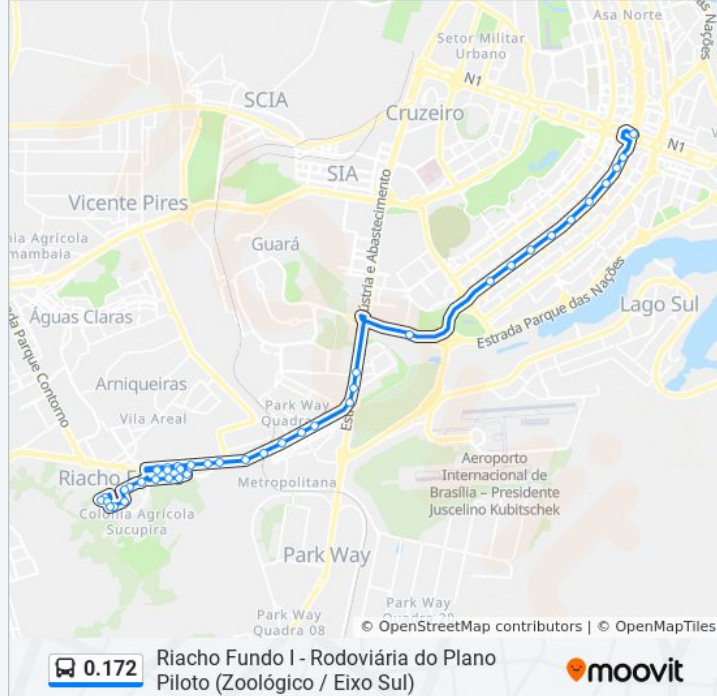 Asa Norte
Setor Militar
Urbano
N1
SCIA
Cruzeiro
N1
SIA
Vicente Pires
Guará
Águas Claras
Estrada Parque das Nações
Lago Sul
Arniqueiras
Vila Areal
Park Way
Aeroporto
Internacional de
Brasília – Presidente
Juscelino Kubitschek
Riacho F
Metropolitana
Colônia Agrícola
Sucupira
Park Way
Park Way
Quadra 08
Park Way
© OpenStreetMap contributors | © OpenMapTiles
0.172
Riacho Fundo I - Rodoviária do Plano
Piloto (Zoológico / Eixo Sul)
moovit